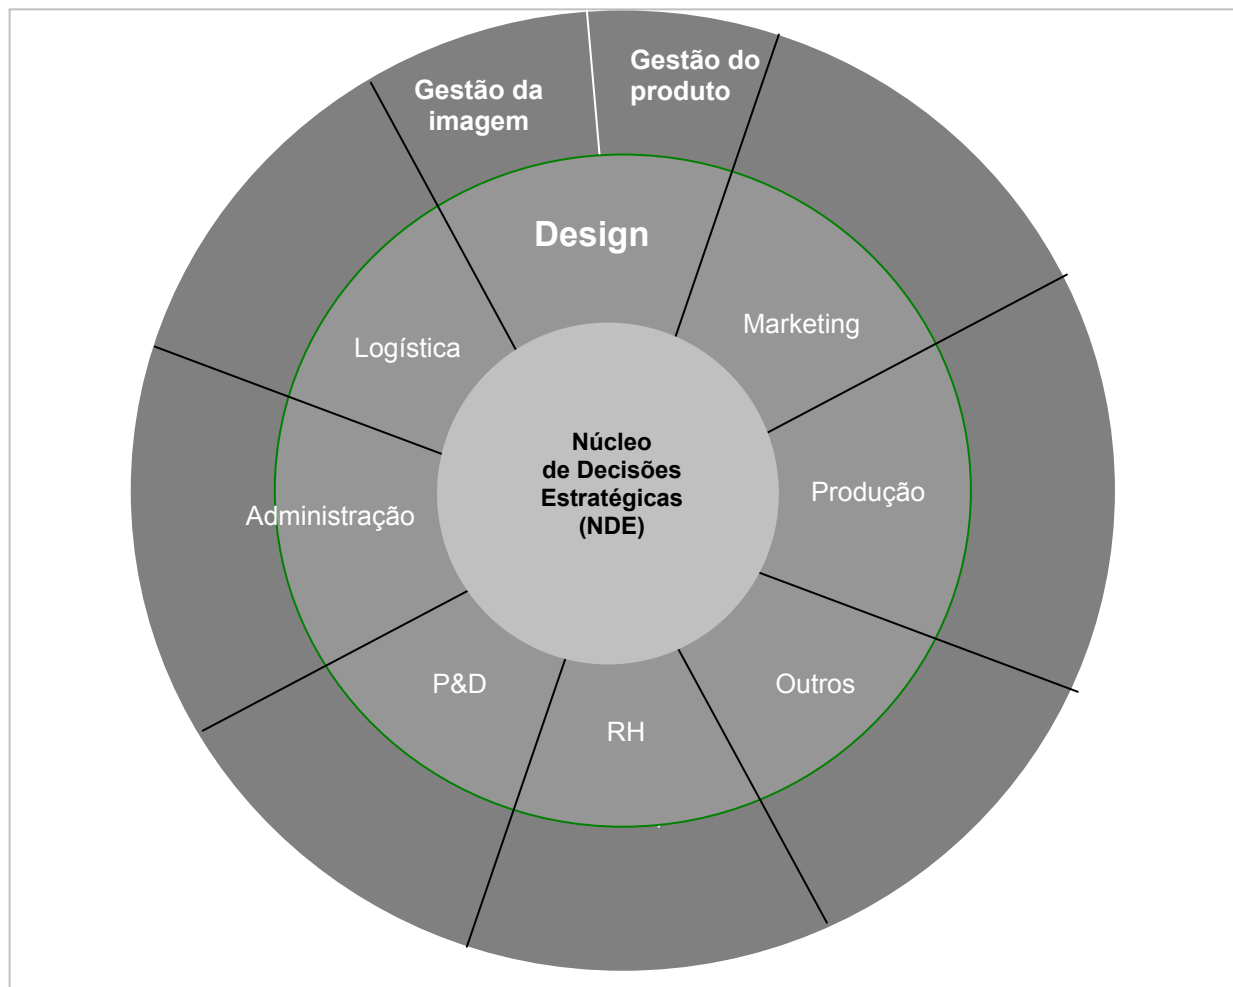 Gestão da
imagem
Gestão do
produto
Design
Logística
Marketing
Núcleo
de Decisões
Estratégicas
(NDE)
Administração
Produção
P&D
RH
Outros